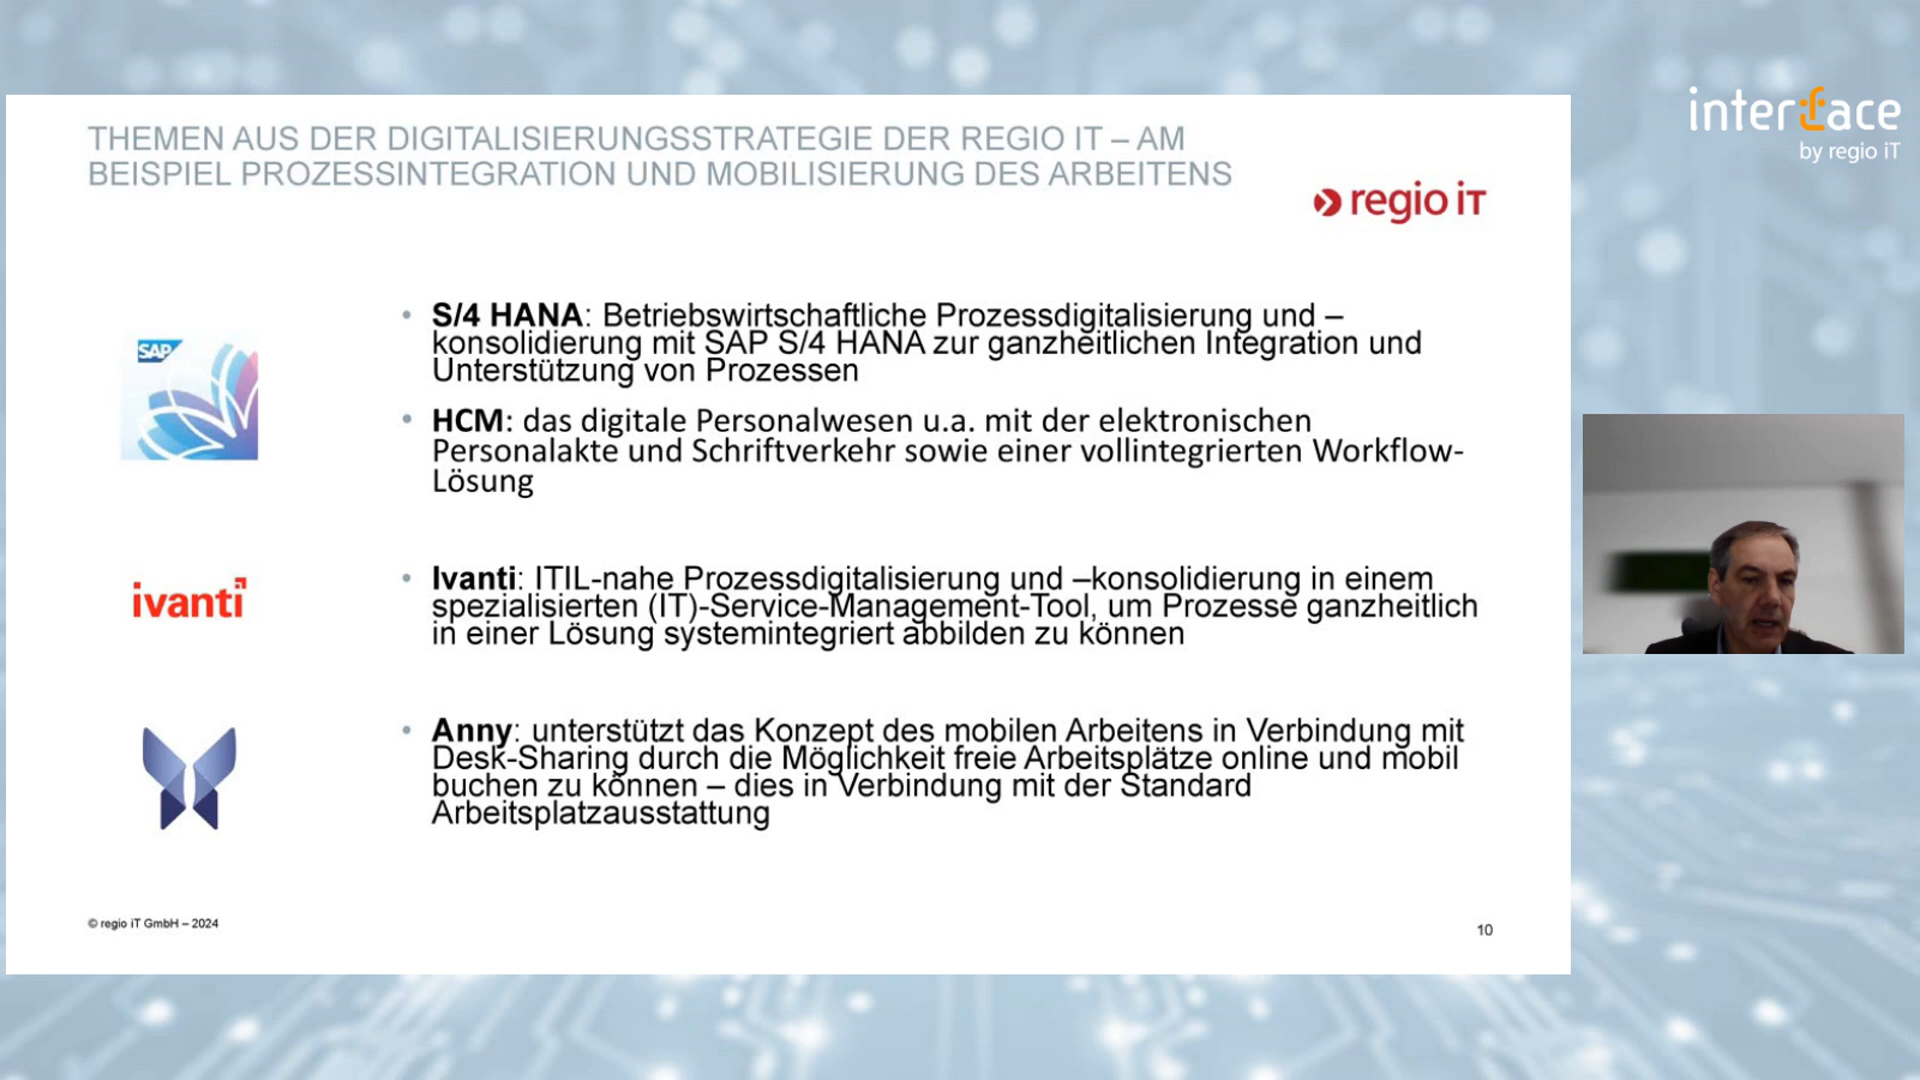 THEMEN AUS DER DIGITALISIERUNGSSTRATEGIE DER REGIO IT – AM
BEISPIEL PROZESSINTEGRATION UND MOBILISIERUNG DES ARBEITENS
interface
by regio iT
regio iT
SAP
• S/4 HANA: Betriebswirtschaftliche Prozessdigitalisierung und –
konsolidierung mit SAP S/4 HANA zur ganzheitlichen Integration und
Unterstützung von Prozessen
• HCM: das digitale Personalwesen u.a. mit der elektronischen
Personalakte und Schriftverkehr sowie einer vollintegrierten Workflow-
Lösung
ivanti
• Ivanti: ITIL-nahe Prozessdigitalisierung und –konsolidierung in einem
spezialisierten (IT)-Service-Management-Tool, um Prozesse ganzheitlich
in einer Lösung systemintegriert abbilden zu können
• Anny: unterstützt das Konzept des mobilen Arbeitens in Verbindung mit
Desk-Sharing durch die Möglichkeit freie Arbeitsplätze online und mobil
buchen zu können – dies in Verbindung mit der Standard
Arbeitsplatzausstattung
© regio iT GmbH – 2024
10